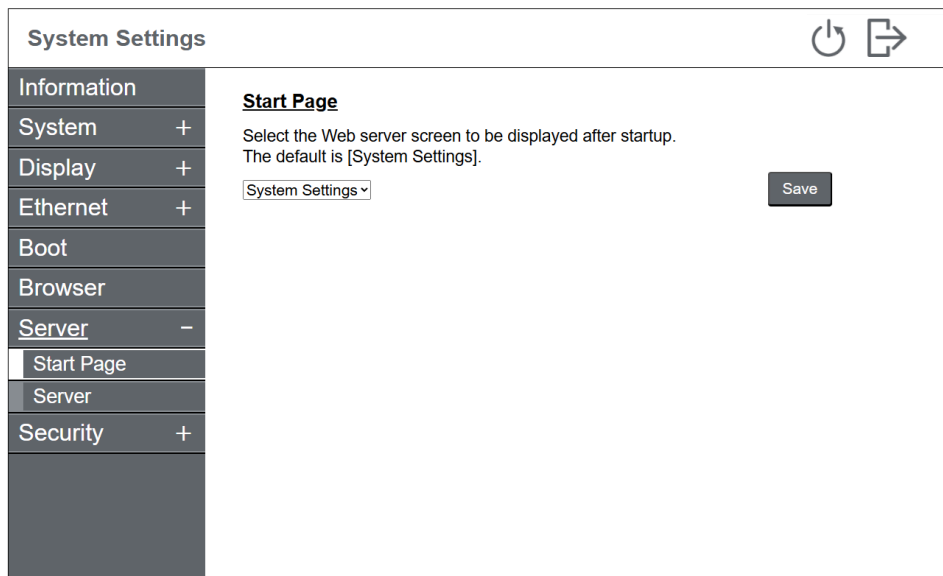 System Settings
Information
System +
Display +
Ethernet +
Boot
Browser
Server -
Start Page
Server
Security +
Start Page
Select the Web server screen to be displayed after startup.
The default is [System Settings].
System Settings
Save